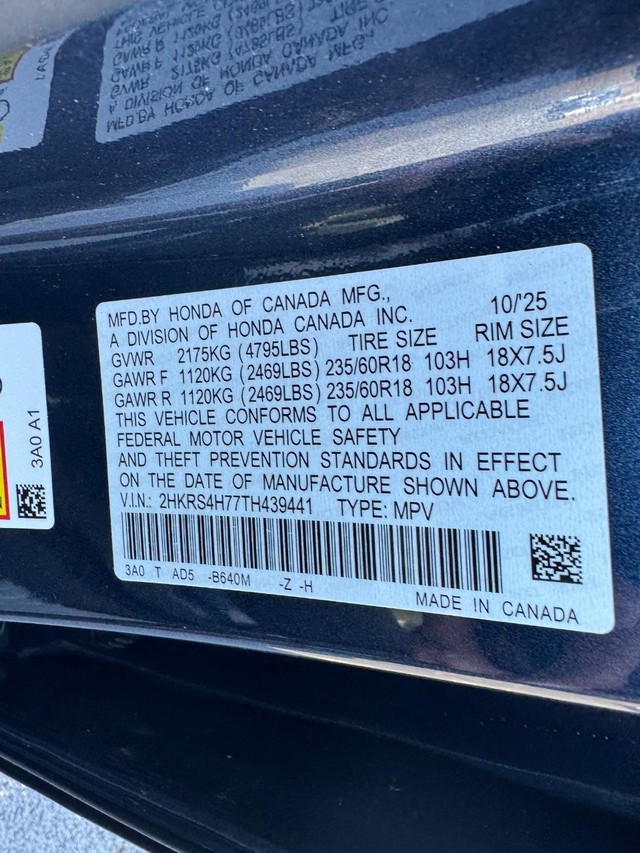 MFD.BY HONDA OF CANADA MFG., 10/'25
A DIVISION OF HONDA CANADA INC.
GVWR 2175KG (4795LBS) TIRE SIZE RIM SIZE
GAWR F 1120KG (2469LBS) 235/60R18 103H 18X7.5J
GAWR R 1120KG (2469LBS) 235/60R18 103H 18X7.5J
THIS VEHICLE CONFORMS TO ALL APPLICABLE
FEDERAL MOTOR VEHICLE SAFETY
AND THEFT PREVENTION STANDARDS IN EFFECT
ON THE DATE OF MANUFACTURE SHOWN ABOVE.
V.I.N.: 2HKRS4H77TH439441 TYPE: MPV
3A0 T AD5 -B640M -Z -H
MADE IN CANADA
3A0 A1